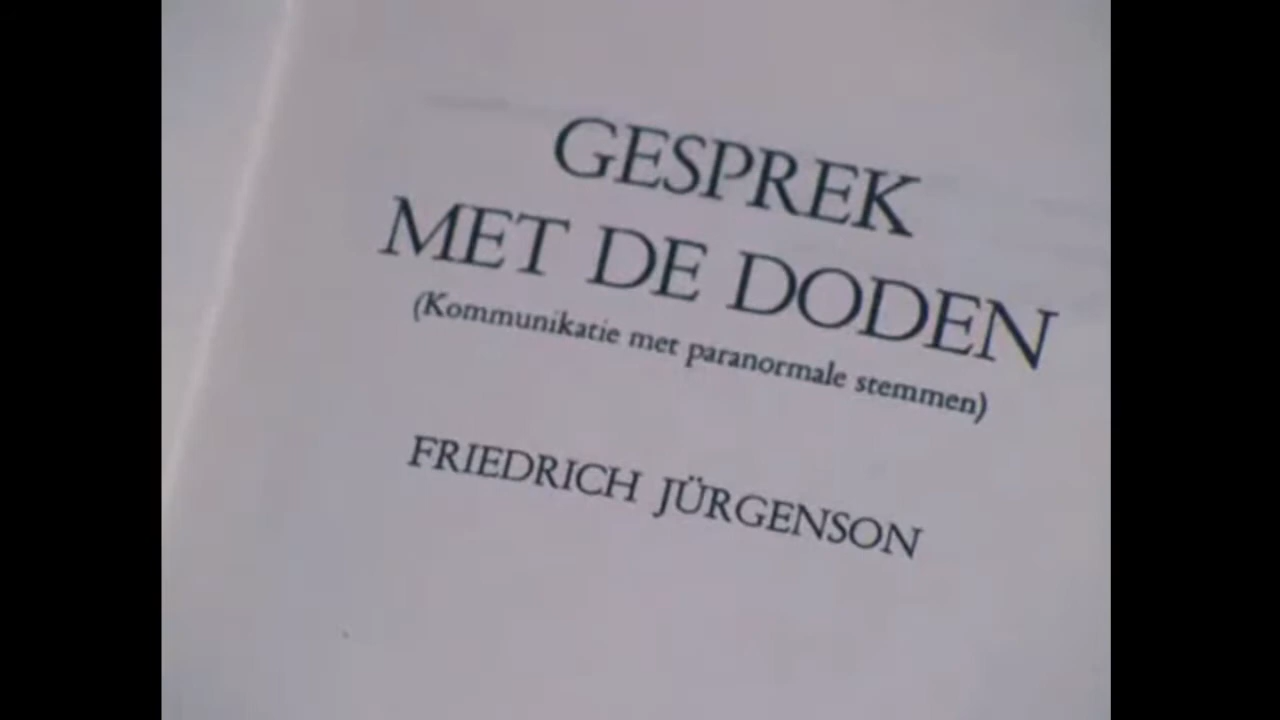 GESPREK
MET DE DODEN
(Kommunikatie met paranormale stemmen)
FRIEDRICH JÜRGENSON